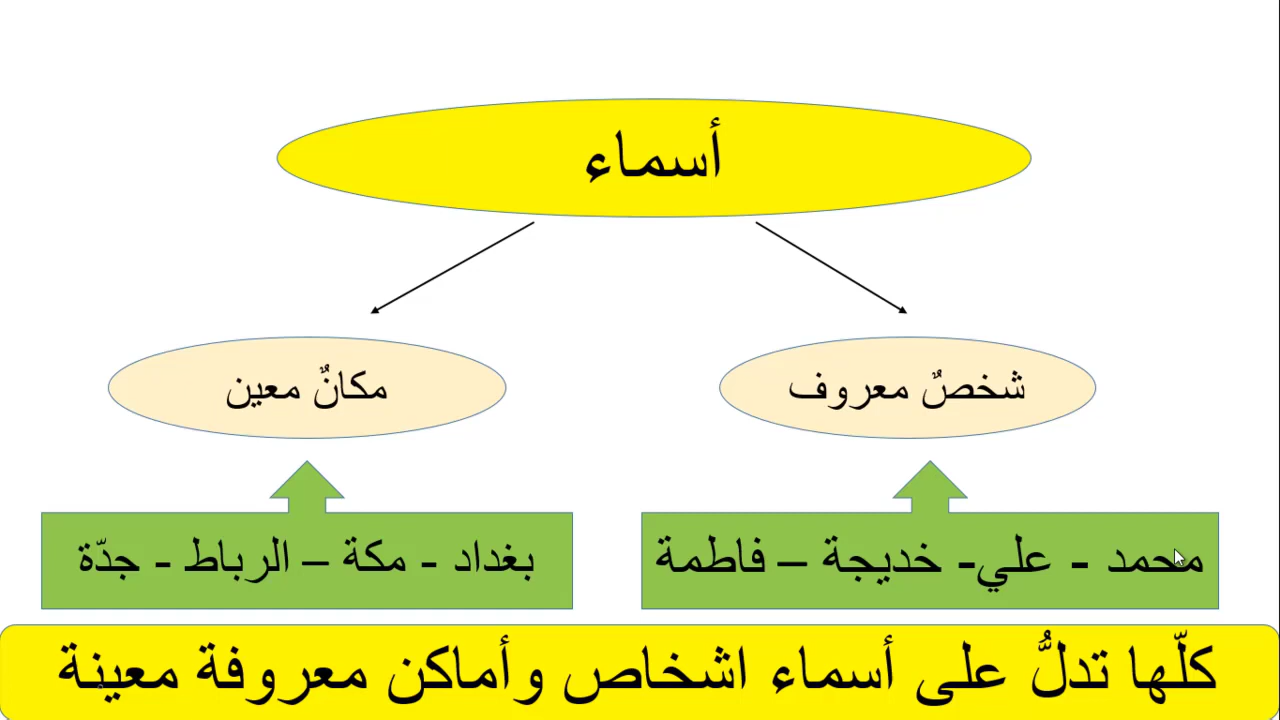 أسماء
شخصٌ معروف
مكانٌ معين
محمد - علي- خديجة – فاطمة
بغداد - مكة – الرباط - جدّة
كلّها تدلُّ على أسماء اشخاص وأماكن معروفة معينة